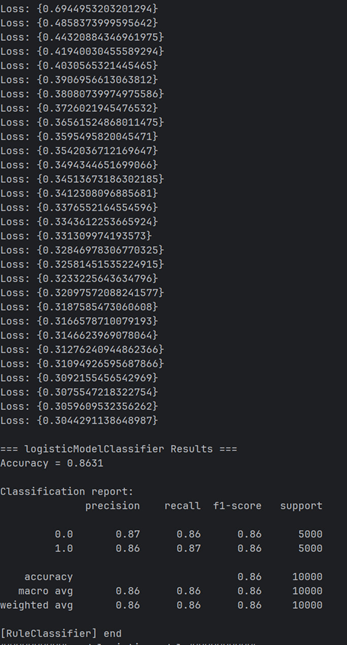 Loss: {0.6944953203201294}
Loss: {0.4858373999595642}
Loss: {0.44320884346961975}
Loss: {0.41940030455589294}
Loss: {0.4030565321445465}
Loss: {0.3906956613063812}
Loss: {0.38080739974975586}
Loss: {0.3726021945476532}
Loss: {0.36561524868011475}
Loss: {0.3595495820045471}
Loss: {0.3542036712169647}
Loss: {0.3494344651699066}
Loss: {0.34513673186302185}
Loss: {0.3412308096885681}
Loss: {0.3376552164554596}
Loss: {0.3343612253665924}
Loss: {0.331309974193573}
Loss: {0.32846978306770325}
Loss: {0.32581451535224915}
Loss: {0.3233225643634796}
Loss: {0.32097572088241577}
Loss: {0.3187585473060608}
Loss: {0.3166578710079193}
Loss: {0.3146623969078064}
Loss: {0.31276240944862366}
Loss: {0.31094926595687866}
Loss: {0.3092155456542969}
Loss: {0.3075547218322754}
Loss: {0.3059609532356262}
Loss: {0.3044291138648987}
=== logisticModelClassifier Results ===
Accuracy = 0.8631
Classification report:
precision recall f1-score support
0.0 0.87 0.86 0.86 5000
1.0 0.86 0.87 0.86 5000
accuracy 0.86 10000
macro avg 0.86 0.86 0.86 10000
weighted avg 0.86 0.86 0.86 10000
[RuleClassifier] end